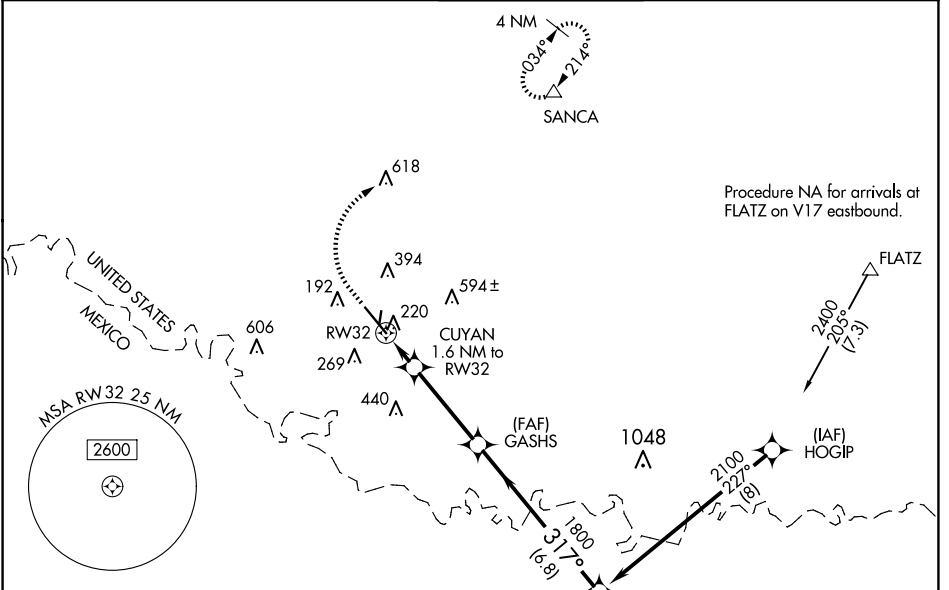 4 NM
034°
214°
SANCA
618
Procedure NA for arrivals at
FLATZ on V17 eastbound.
FLATZ
2400
205°
(7.3)
UNITED STATES
MEXICO
394
192
594±
220
606
RW32
CUYAN
1.6 NM to
RW32
269
440
MSA RW32 25 NM
2600
(FAF)
GASHS
1048
(IAF)
HOGIP
2100
227°
(8)
1800
317°
(6.8)